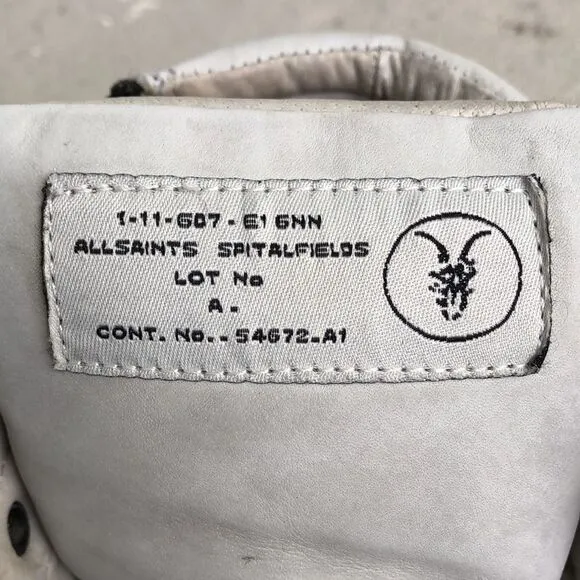 1-11-607-E1 6NN
ALLSAINTS SPITALFIELDS
LOT No
A.
CONT. No..54672.A1